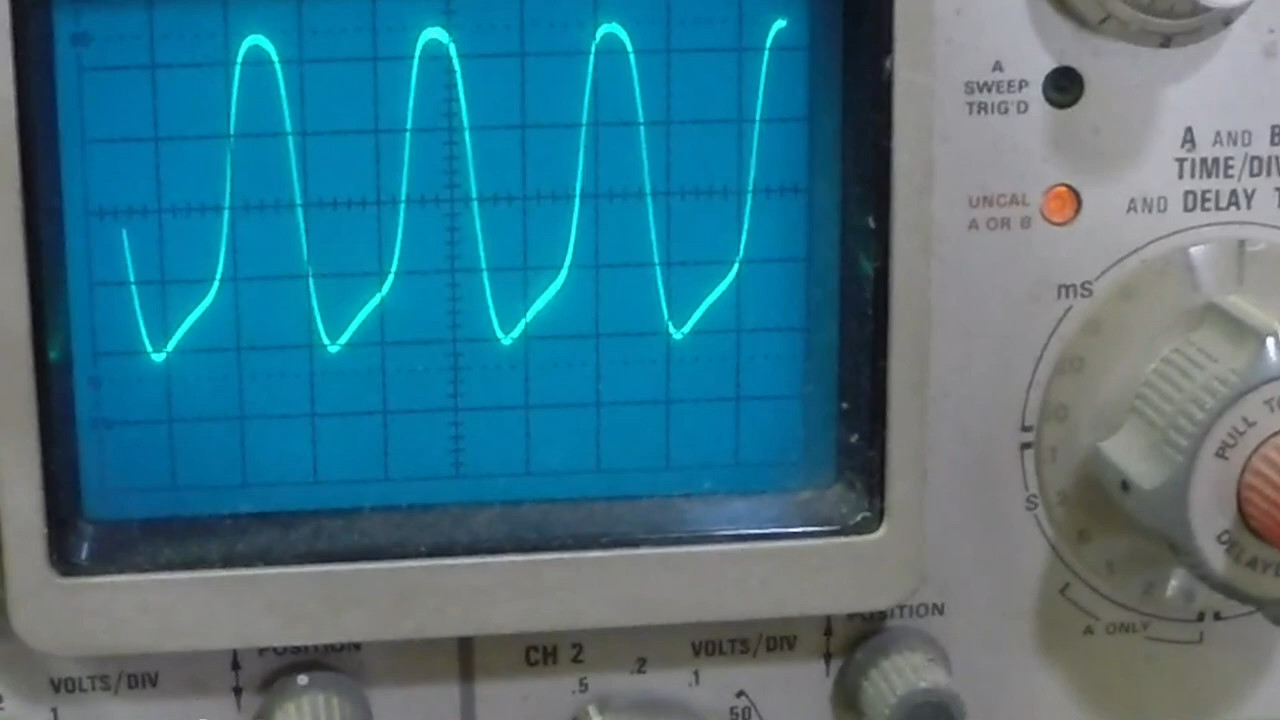 A
SWEEP
TRIG'D
A AND B
TIME/DIV
UNCAL
A OR B
AND DELAY T
mS
PULL TO
S
DELAY
A ONLY
POSITION
POSITION
CH 2
VOLTS/DIV
.2
VOLTS/DIV
.5
.1
1
50